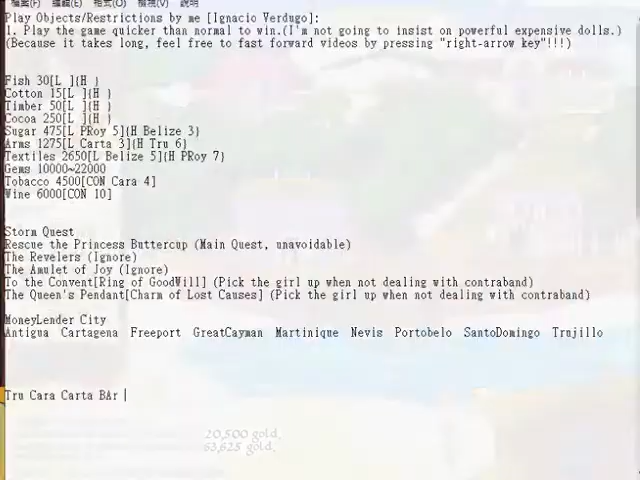 檔案(F) 編輯(E) 格式(O) 檢視(V) 說明
Play Objects/Restrictions by me [Ignacio Verdugo]:
1. Play the game quicker than normal to win.(I'm not going to insist on powerful expensive dolls.)
(Because it takes long, feel free to fast forward videos by pressing "right-arrow key"!!!)
Fish 30[L ]{H }
Cotton 15[L ]{H }
Timber 50[L ]{H }
Cocoa 250[L ]{H }
Sugar 475[L PRoy 5]{H Belize 3}
Arms 1275[L Carta 3]{H Tru 6}
Textiles 2650[L Belize 5]{H PRoy 7}
Gems 10000~22000
Tobacco 4500[CON Cara 4]
Wine 6000[CON 10]
Storm Quest
Rescue the Princess Buttercup (Main Quest, unavoidable)
The Revelers (Ignore)
The Amulet of Joy (Ignore)
To the Convent[Ring of GoodWill] (Pick the girl up when not dealing with contraband)
The Queen's Pendant[Charm of Lost Causes] (Pick the girl up when not dealing with contraband)
MoneyLender City
Antigua Cartagena Freeport GreatCayman Martinique Nevis Portobelo SantoDomingo Trujillo
Tru Cara Carta BAr
20,500 gold,
63,625 gold.